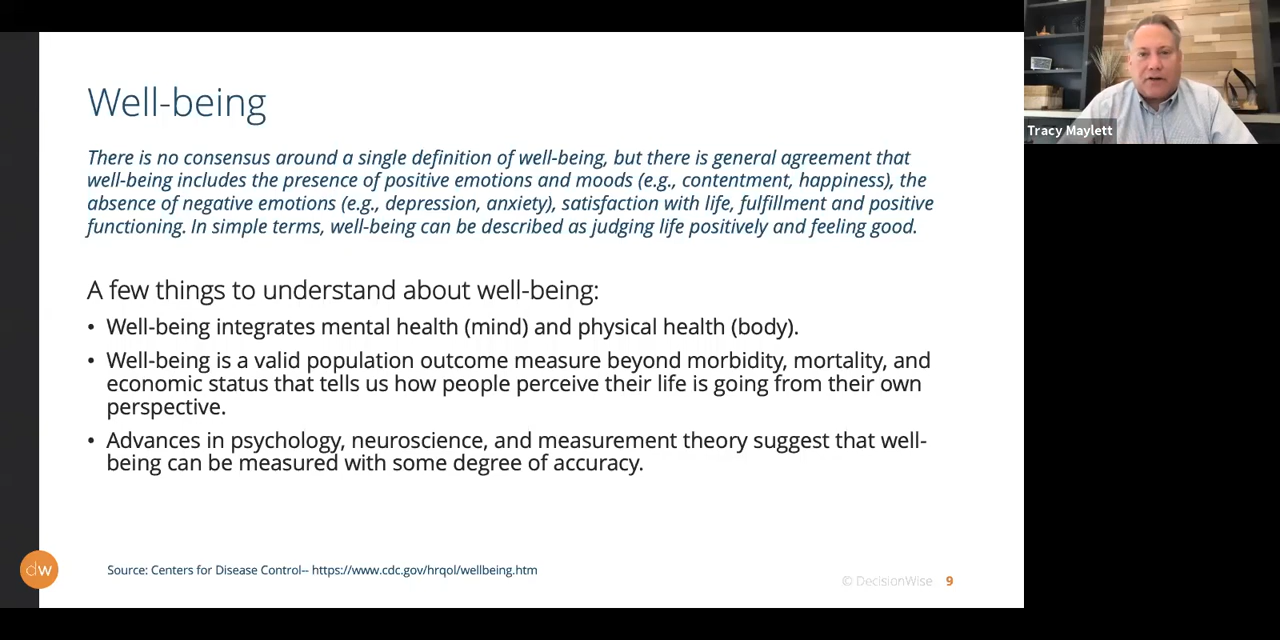 Well-being
There is no consensus around a single definition of well-being, but there is general agreement that
well-being includes the presence of positive emotions and moods (e.g., contentment, happiness), the
absence of negative emotions (e.g., depression, anxiety), satisfaction with life, fulfillment and positive
functioning. In simple terms, well-being can be described as judging life positively and feeling good.
A few things to understand about well-being:
• Well-being integrates mental health (mind) and physical health (body).
• Well-being is a valid population outcome measure beyond morbidity, mortality, and
economic status that tells us how people perceive their life is going from their own
perspective.
• Advances in psychology, neuroscience, and measurement theory suggest that well-
being can be measured with some degree of accuracy.
dw
Source: Centers for Disease Control-- https://www.cdc.gov/hrqol/wellbeing.htm
© DecisionWise 9
Tracy Maylett